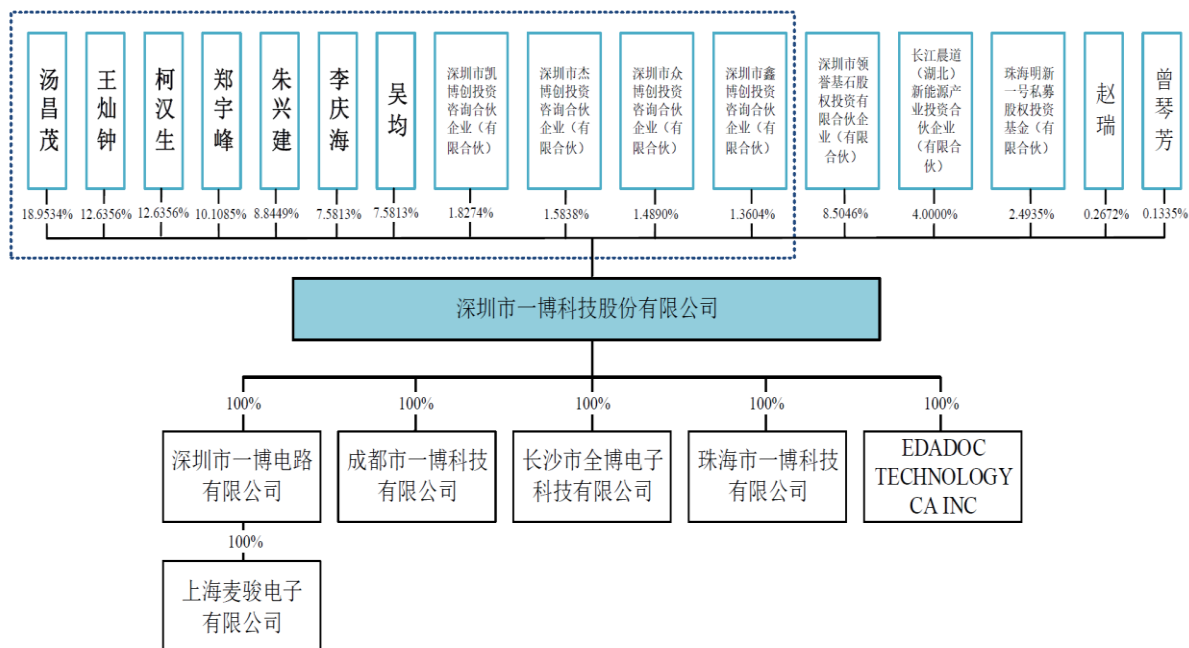 汤昌茂
王灿钟
柯汉生
郑宇峰
朱兴建
李庆海
吴均
深圳市凯
博创投资
咨询合伙
企业（有
限合伙）
深圳市杰
博创投资
咨询合伙
企业（有
限合伙）
深圳市众
博创投资
咨询合伙
企业（有
限合伙）
深圳市鑫
博创投资
咨询合伙
企业（有
限合伙）
深圳市领
誉基石股
权投资有
限合伙企
业（有限
合伙）
长江晨道
（湖北）
新能源产
业投资合
伙企业
（有限合
伙）
珠海明新
一号私募
股权投资
基金（有
限合伙）
赵瑞
曾琴芳
18.9534%
12.6356%
12.6356%
10.1085%
8.8449%
7.5813%
7.5813%
1.8274%
1.5838%
1.4890%
1.3604%
8.5046%
4.0000%
2.4935%
0.2672%
0.1335%
深圳市一博科技股份有限公司
100%
100%
100%
100%
100%
深圳市一博电路
有限公司
成都市一博科技
有限公司
长沙市全博电子
科技有限公司
珠海市一博科技
有限公司
EDADOC
TECHNOLOGY
CA INC
100%
上海麦骏电子
有限公司